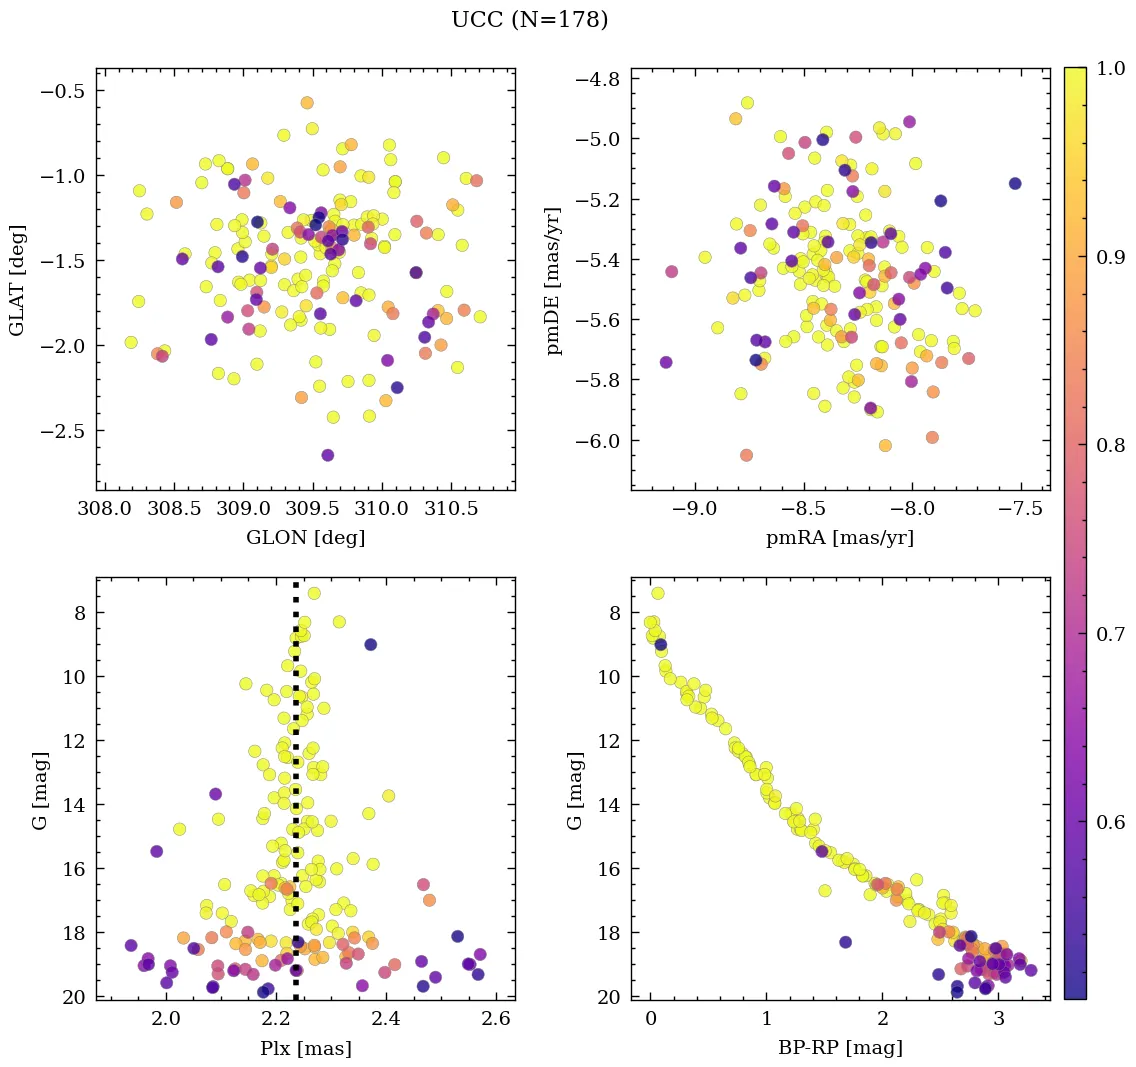 UCC (N=178)
−0.5
−1.0
−1.5
−2.0
−2.5
GLAT [deg]
308.0 308.5 309.0 309.5 310.0 310.5
GLON [deg]
−4.8
−5.0
−5.2
−5.4
−5.6
−5.8
−6.0
pmDE [mas/yr]
−9.0 −8.5 −8.0 −7.5
pmRA [mas/yr]
8
10
12
14
16
18
20
G [mag]
2.0 2.2 2.4 2.6
Plx [mas]
8
10
12
14
16
18
20
G [mag]
0 1 2 3
BP-RP [mag]
1.0
0.9
0.8
0.7
0.6